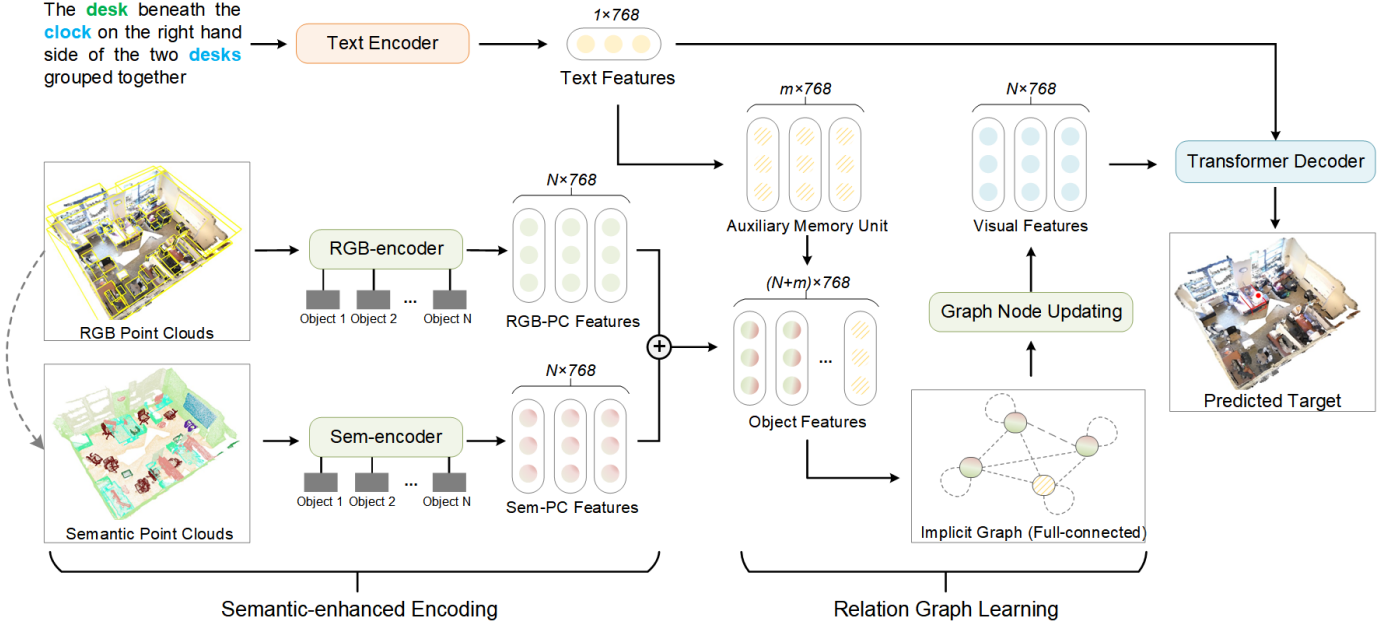 The desk beneath the
clock on the right hand
side of the two desks
grouped together
Text Encoder
1×768
Text Features
m×768
Auxiliary Memory Unit
N×768
Visual Features
Transformer Decoder
RGB Point Clouds
RGB-encoder
Object 1 Object 2 ... Object N
N×768
RGB-PC Features
Semantic Point Clouds
Sem-encoder
Object 1 Object 2 ... Object N
N×768
Sem-PC Features
+
(N+m)×768
...
Object Features
Graph Node Updating
Implicit Graph (Full-connected)
Predicted Target
Semantic-enhanced Encoding
Relation Graph Learning